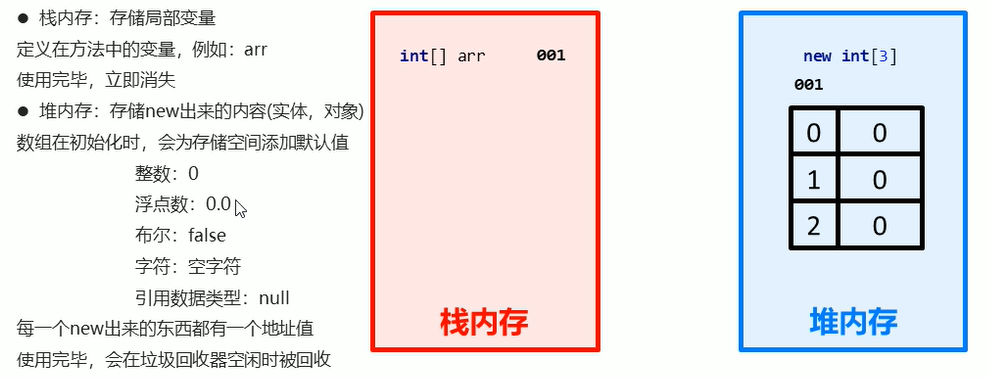 ● 栈内存：存储局部变量
定义在方法中的变量，例如：arr
使用完毕，立即消失
● 堆内存：存储new出来的内容(实体，对象)
数组在初始化时，会为存储空间添加默认值
整数：0
浮点数：0.0
布尔：false
字符：空字符
引用数据类型：null
每一个new出来的东西都有一个地址值
使用完毕，会在垃圾回收器空闲时被回收
int[] arr 001
栈内存
new int[3]
001
0 0
1 0
2 0
堆内存